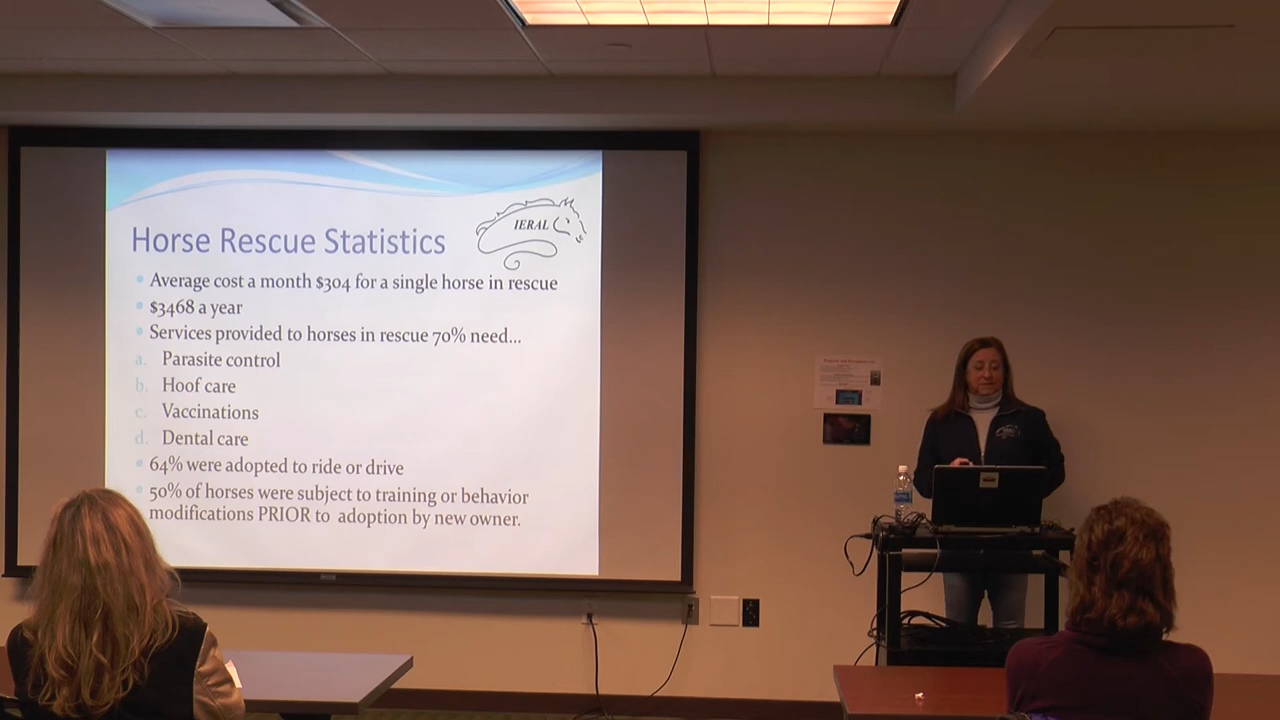 IERAL
Horse Rescue Statistics
Average cost a month $304 for a single horse in rescue
$3468 a year
Services provided to horses in rescue 70% need...
a. Parasite control
b. Hoof care
c. Vaccinations
d. Dental care
64% were adopted to ride or drive
50% of horses were subject to training or behavior
modifications PRIOR to adoption by new owner.